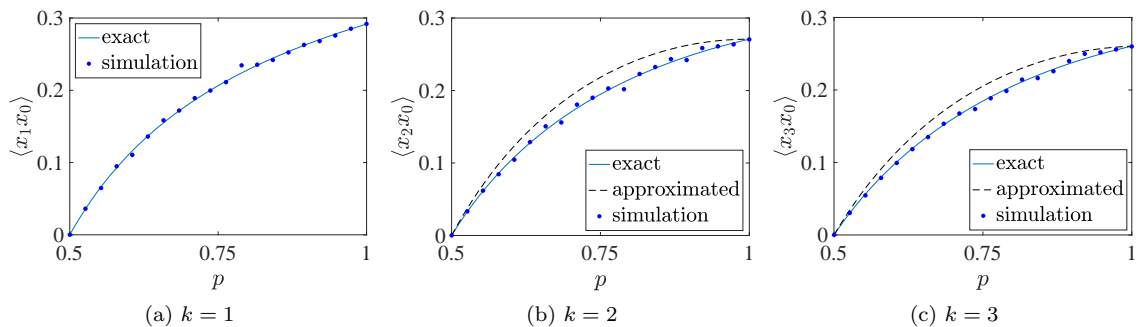 0.3
0.2
0.1
0
0.5
0.75
1
⟨x₁x₀⟩
p
exact
simulation
(a) k = 1
0.3
0.2
0.1
0
0.5
0.75
1
⟨x₂x₀⟩
p
exact
approximated
simulation
(b) k = 2
0.3
0.2
0.1
0
0.5
0.75
1
⟨x₃x₀⟩
p
exact
approximated
simulation
(c) k = 3